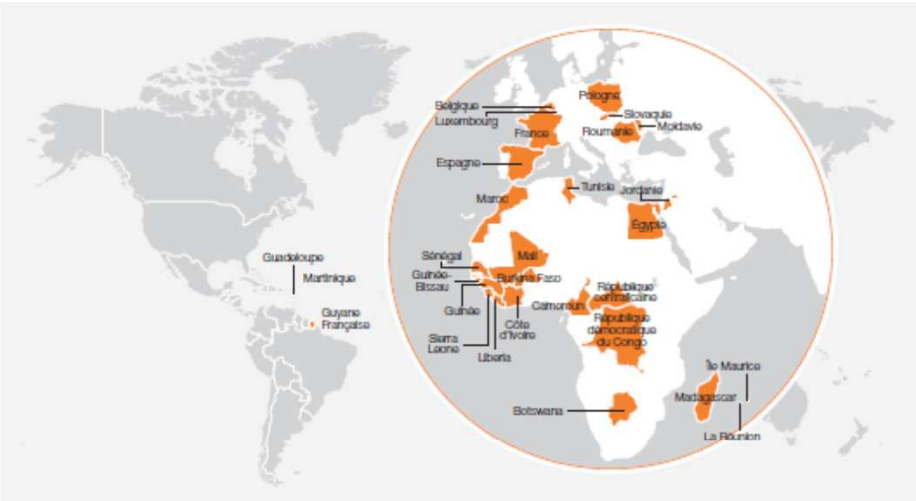 Pologne
Belgique
Slovaquie
Luxembourg
Moldavie
France
Roumanie
Espagne
Tunisie
Jordanie
Maroc
Égypte
Sénégal
Mali
Guadeloupe
Guinée-
Bissau
Burkina Faso
Martinique
République
centraficaine
Cameroun
Guinée
Guyane
Française
République
démocratique
du Congo
Côte
d'Ivoire
Sierra
Leone
Liberia
Île Maurice
Madagascar
Botswana
La Réunion